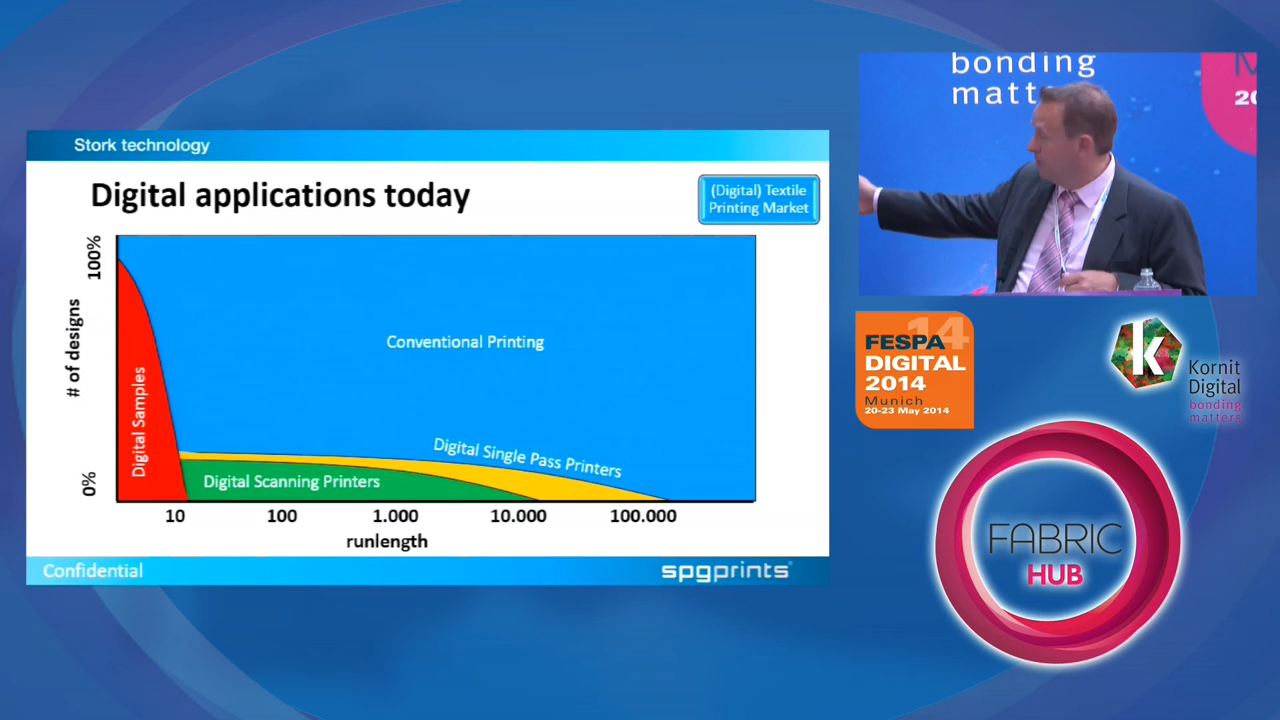 Stork technology
Digital applications today
(Digital) Textile
Printing Market
100%
# of designs
0%
Conventional Printing
Digital Samples
Digital Single Pass Printers
Digital Scanning Printers
10
100
1.000
10.000
100.000
runlength
Confidential
spgprints®
bonding
FESPA
14
DIGITAL
2014
Munich
20-23 May 2014
k
Kornit
Digital
bonding
matters
FABRIC
HUB